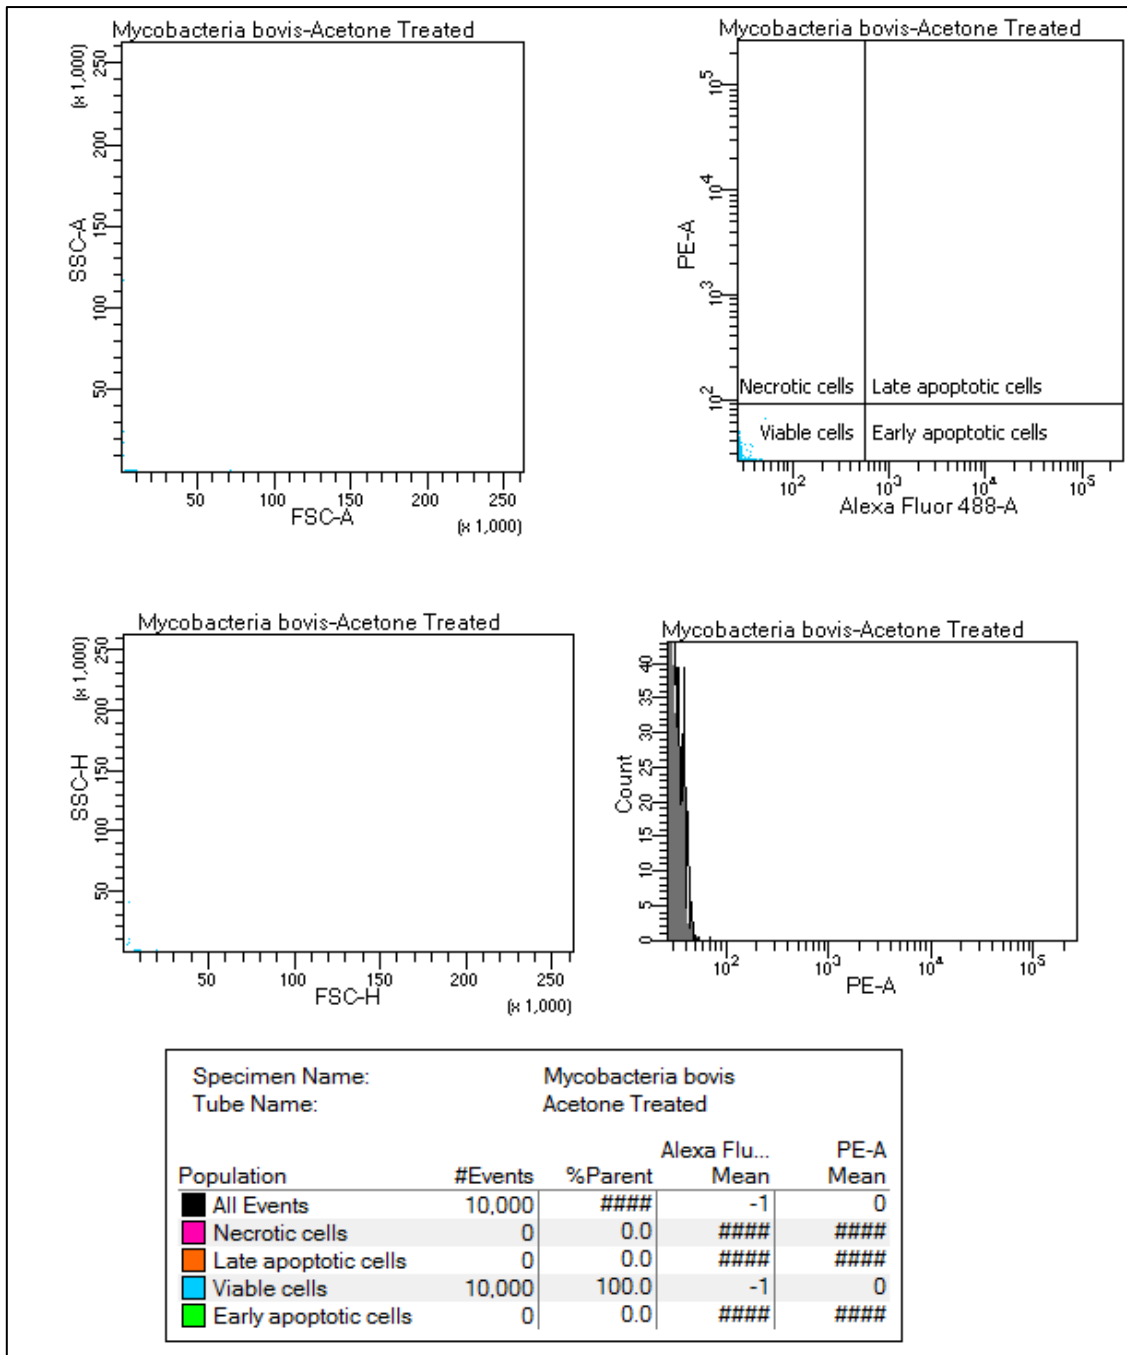 Mycobacteria bovis-Acetone Treated
(x 1,000)
250
200
150
100
50
SSC-A
50 100 150 200 250
FSC-A
(x 1,000)
Mycobacteria bovis-Acetone Treated
10^5
10^4
10^3
10^2
PE-A
Necrotic cells Late apoptotic cells
Viable cells Early apoptotic cells
10^2 10^3 10^4 10^5
Alexa Fluor 488-A
Mycobacteria bovis-Acetone Treated
(x 1,000)
250
200
150
100
50
SSC-H
50 100 150 200 250
FSC-H
(x 1,000)
Mycobacteria bovis-Acetone Treated
40
35
30
25
20
15
10
5
0
Count
10^2 10^3 10^4 10^5
PE-A
Specimen Name: Mycobacteria bovis
Tube Name: Acetone Treated
Alexa Flu... PE-A
Population #Events %Parent Mean Mean
All Events 10,000 #### -1 0
Necrotic cells 0 0.0 #### ####
Late apoptotic cells 0 0.0 #### ####
Viable cells 10,000 100.0 -1 0
Early apoptotic cells 0 0.0 #### ####